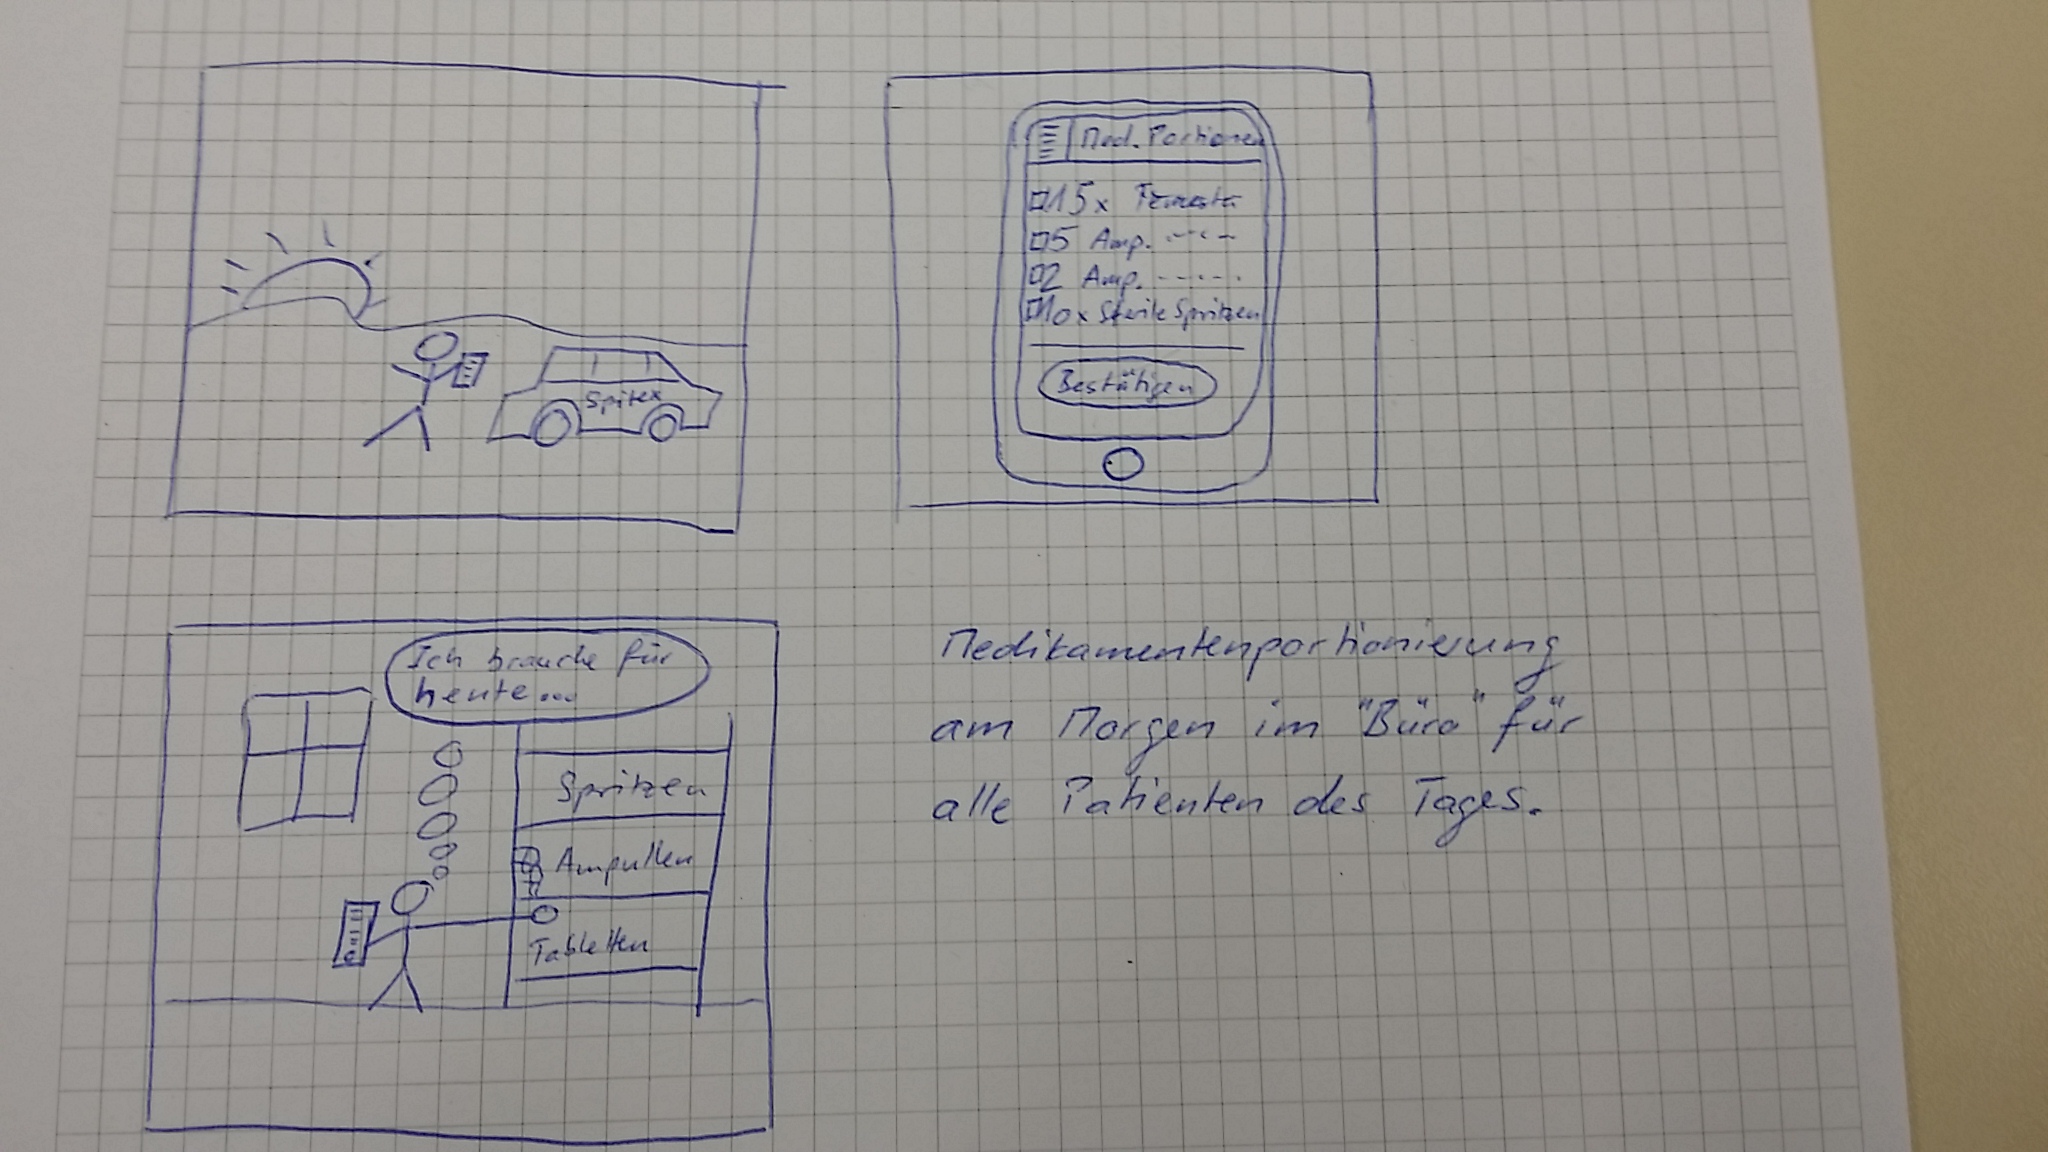 Spitex
Med. Portionen
15x Temesta
5 Amp.
2 Amp.
10x Sterile Spritzen
Bestätigen
Ich brauche für
heute...
Spritzen
Ampullen
Tabletten
Medikamentenportionierung
am Morgen im "Büro" für
alle Patienten des Tages.